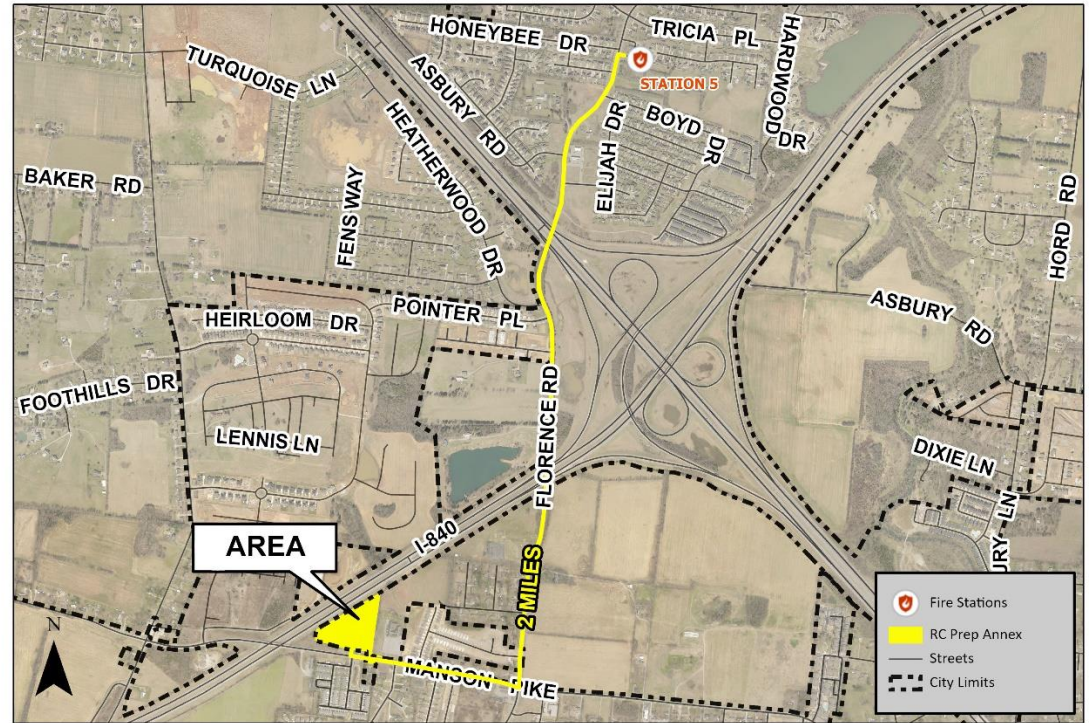 HONEYBEE DR
TRICIA PL
HARDWOOD DR
TURQUOISE LN
ASBURY RD
STATION 5
HEATHERWOOD DR
ELIJAH DR
BOYD DR
BAKER RD
FENS WAY
HORD RD
ASBURY RD
POINTER PL
HEIRLOOM DR
FOOTHILLS DR
FLORENCE RD
LENNIS LN
DIXIE LN
URY LN
I-840
AREA
2 MILES
MANSON PIKE
N
Fire Stations
RC Prep Annex
Streets
City Limits